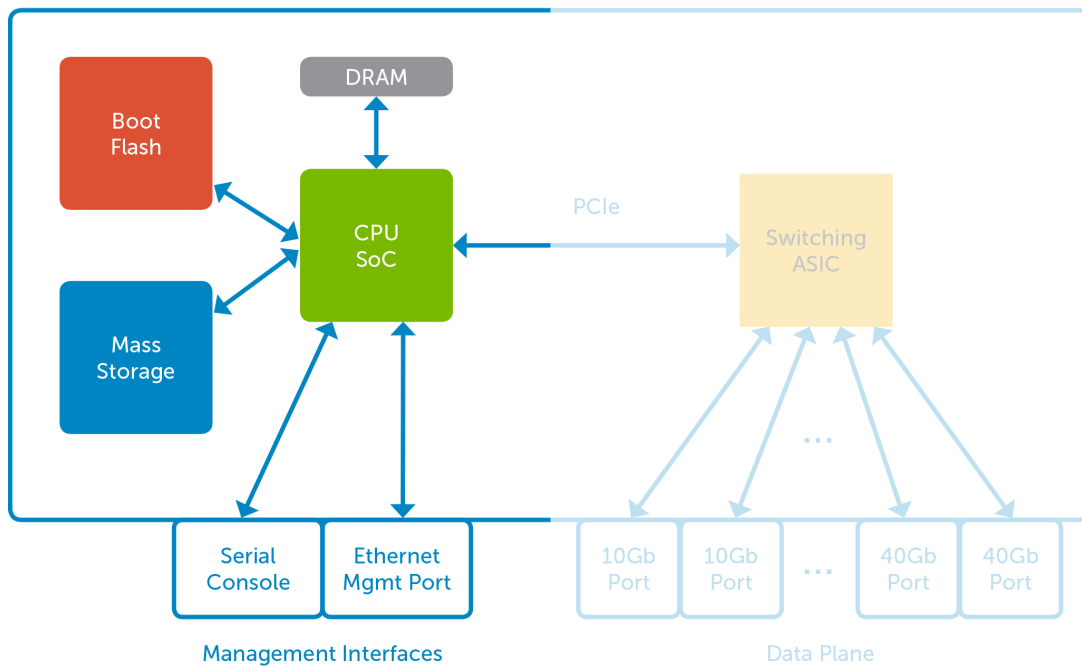 DRAM
Boot
Flash
CPU
SoC
PCIe
Switching
ASIC
Mass
Storage
...
Serial
Console
Ethernet
Mgmt Port
10Gb
Port
10Gb
Port
...
40Gb
Port
40Gb
Port
Management Interfaces
Data Plane